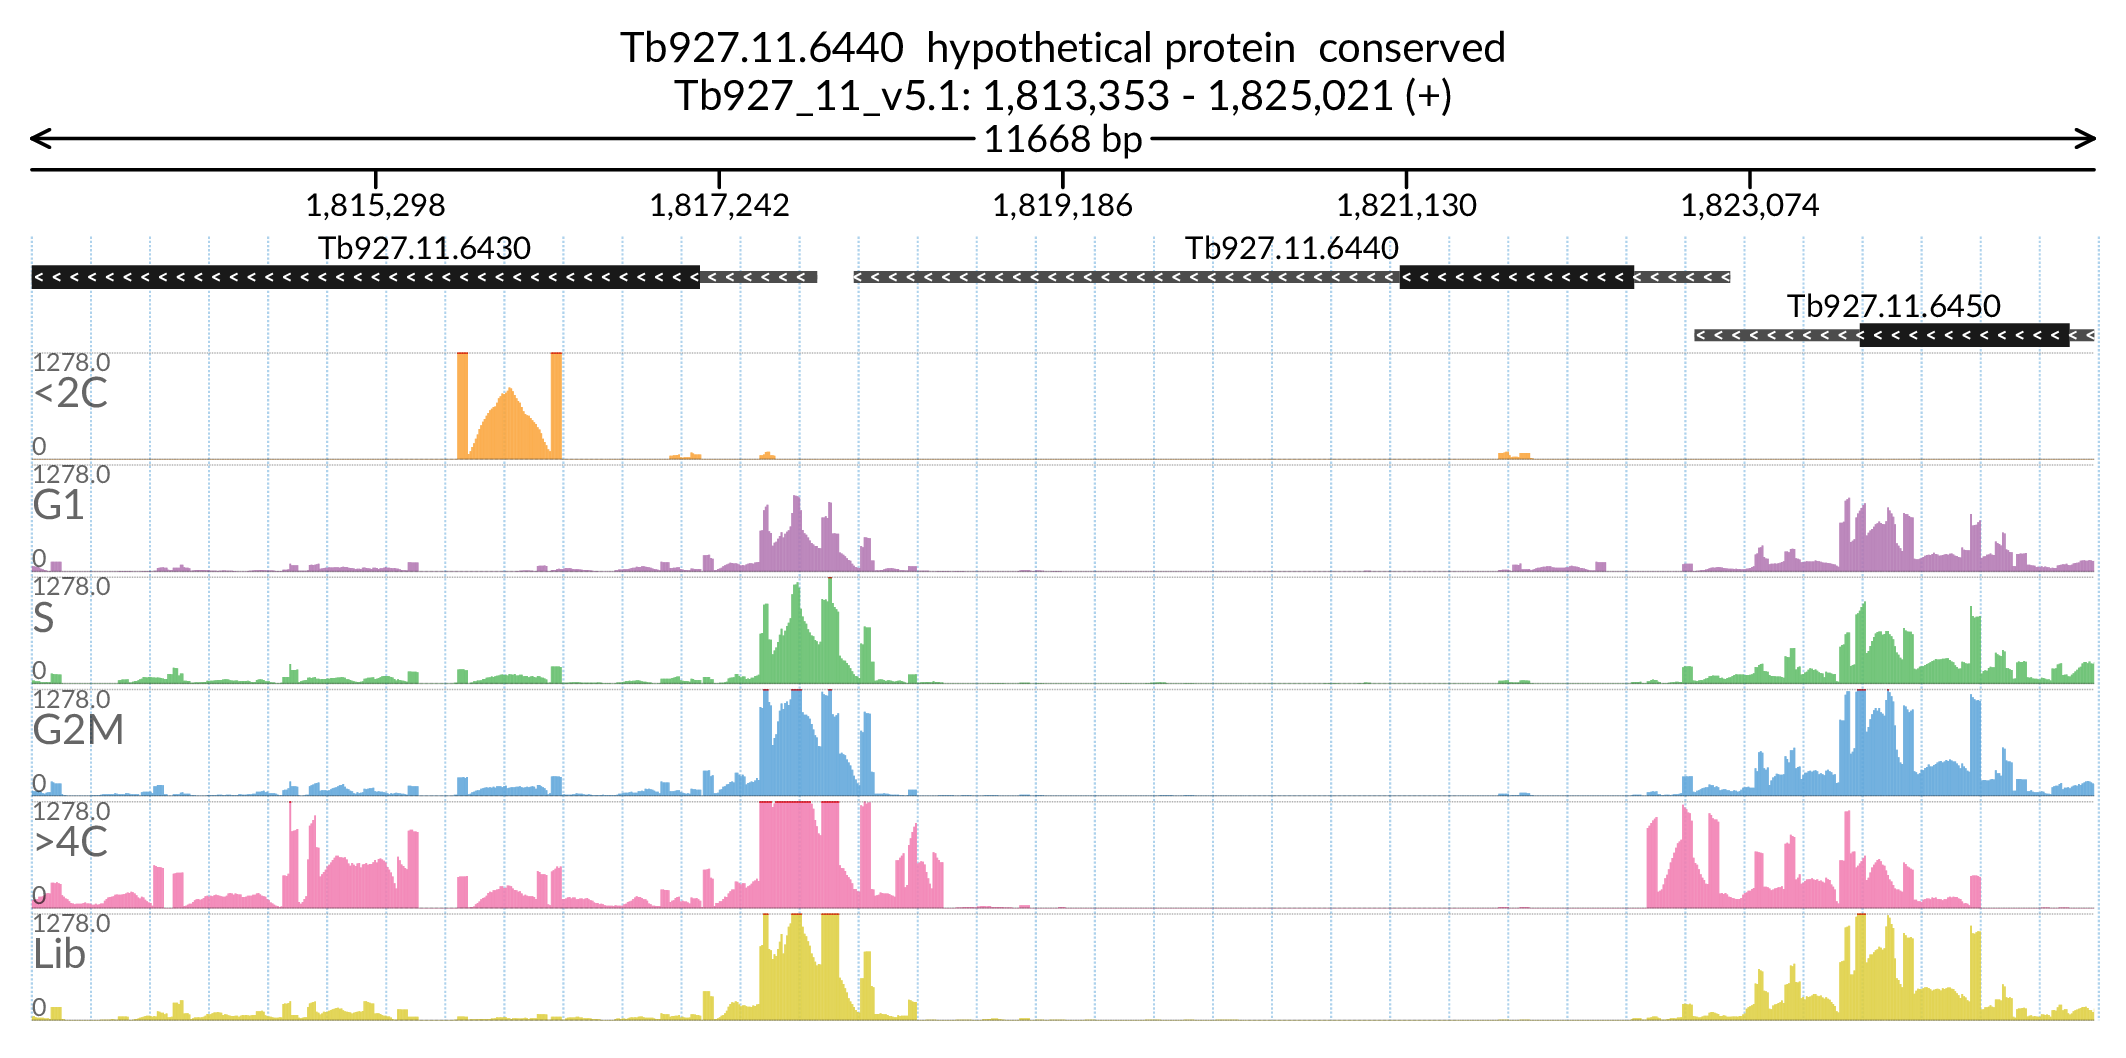 Tb927.11.6440  hypothetical protein  conserved
Tb927_11_v5.1: 1,813,353 - 1,825,021 (+)
11668 bp
1,815,298 1,817,242 1,819,186 1,821,130 1,823,074
Tb927.11.6430 Tb927.11.6440
Tb927.11.6450
1278.0
<2C
0
1278.0
G1
0
1278.0
S
0
1278.0
G2M
0
1278.0
>4C
0
1278.0
Lib
0